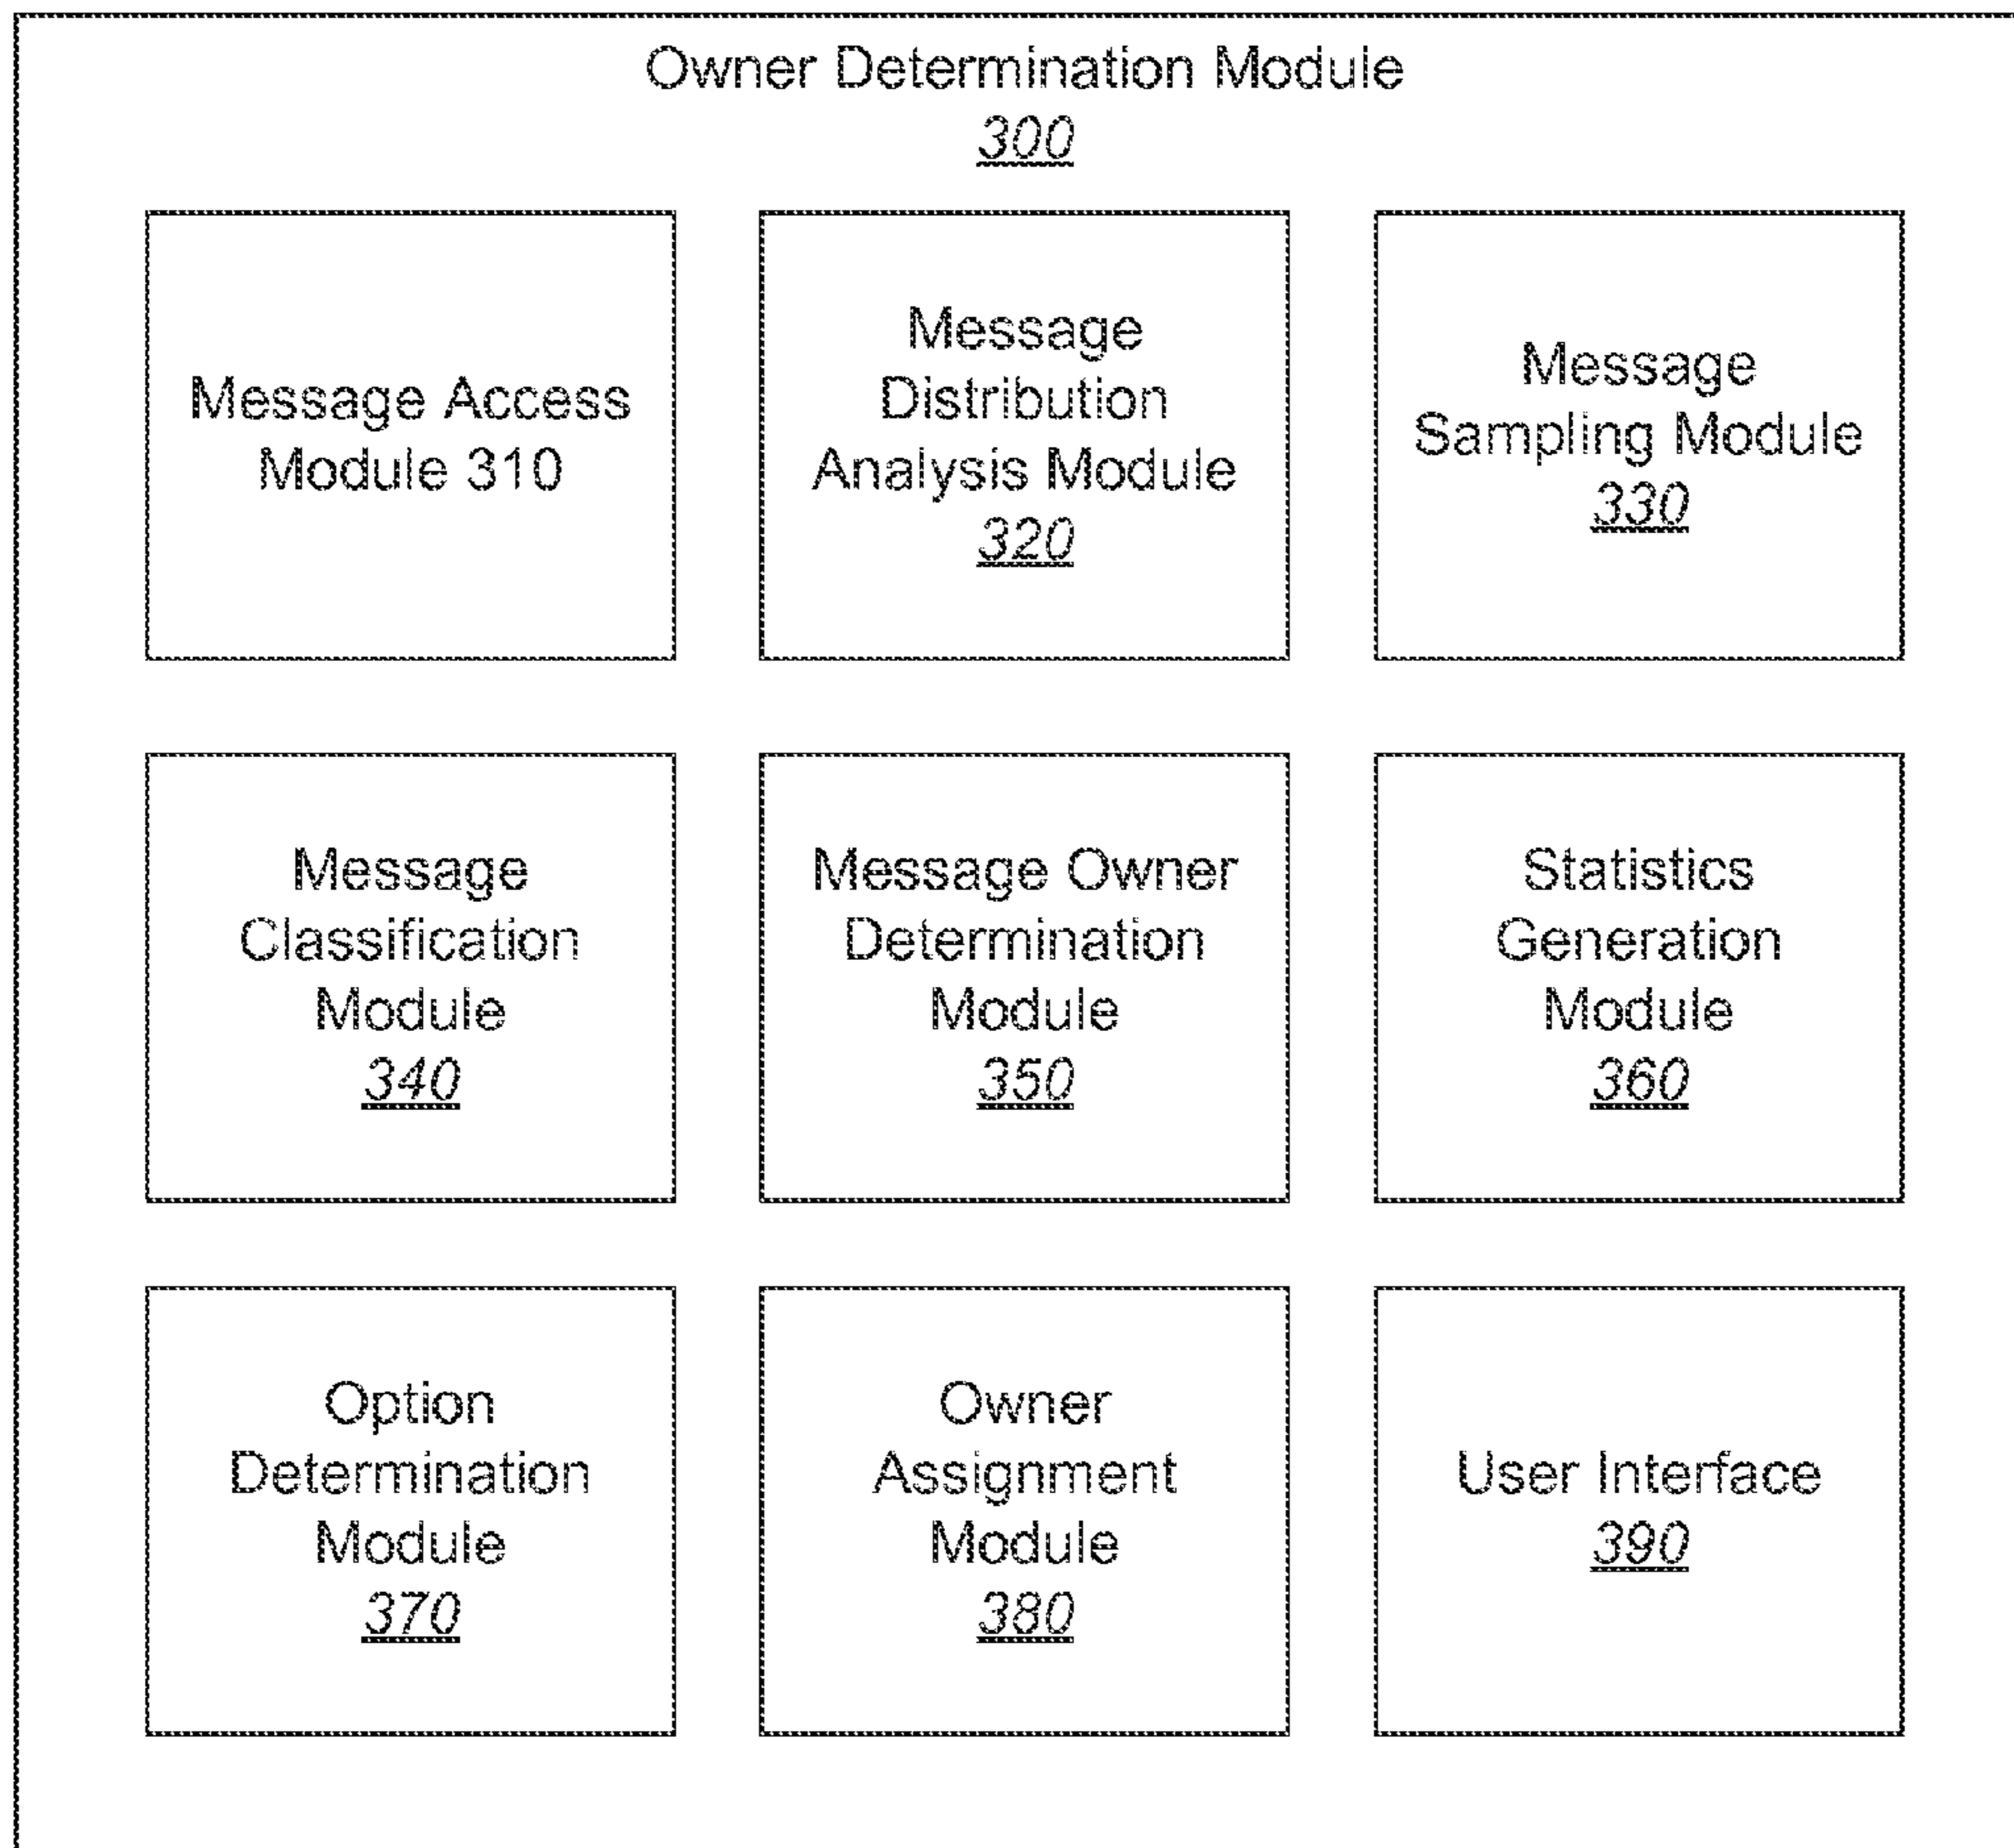 Owner Determination Module
300
Message Access
Module 310
Message
Distribution
Analysis Module
320
Message
Sampling Module
330
Message
Classification
Module
340
Message Owner
Determination
Module
350
Statistics
Generation
Module
360
Option
Determination
Module
370
Owner
Assignment
Module
380
User Interface
390